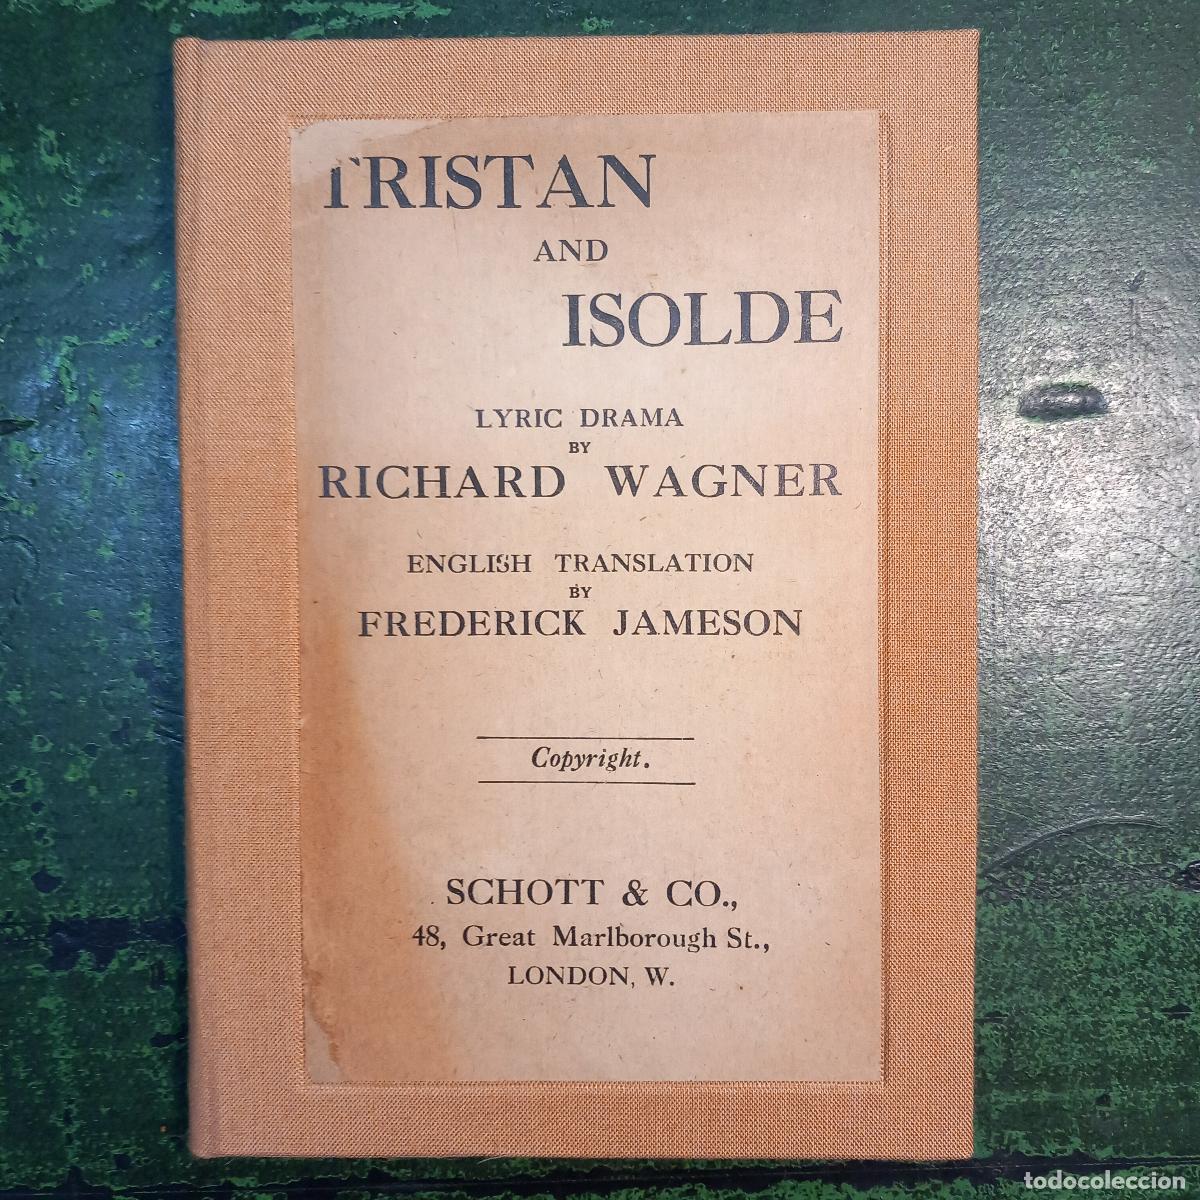 TRISTAN
AND
ISOLDE
LYRIC DRAMA
BY
RICHARD WAGNER
ENGLISH TRANSLATION
BY
FREDERICK JAMESON
Copyright.
SCHOTT & CO.,
48, Great Marlborough St.,
LONDON, W.
todocoleccion